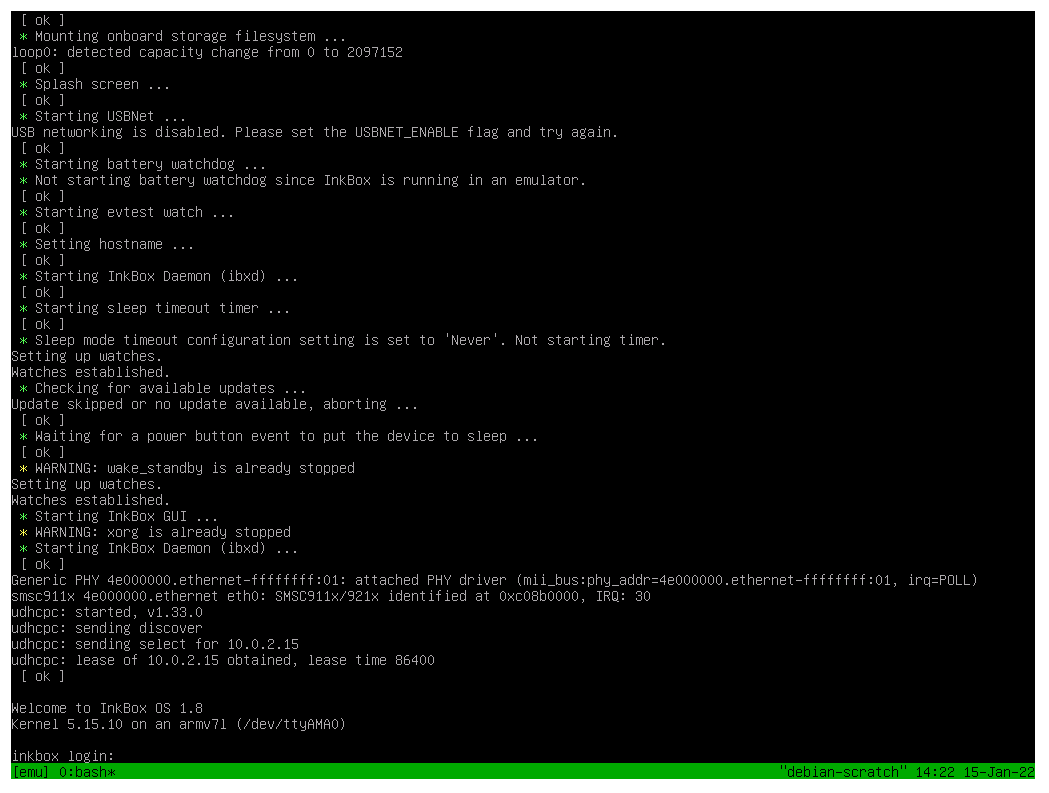 [ ok ]
* Mounting onboard storage filesystem ...
loop0: detected capacity change from 0 to 2097152
[ ok ]
* Splash screen ...
[ ok ]
* Starting USBNet ...
USB networking is disabled. Please set the USBNET_ENABLE flag and try again.
[ ok ]
* Starting battery watchdog ...
* Not starting battery watchdog since InkBox is running in an emulator.
[ ok ]
* Starting evtest watch ...
[ ok ]
* Setting hostname ...
[ ok ]
* Starting InkBox Daemon (ibxd) ...
[ ok ]
* Starting sleep timeout timer ...
[ ok ]
* Sleep mode timeout configuration setting is set to 'Never'. Not starting timer.
Setting up watches.
Watches established.
* Checking for available updates ...
Update skipped or no update available, aborting ...
[ ok ]
* Waiting for a power button event to put the device to sleep ...
[ ok ]
* WARNING: wake_standby is already stopped
Setting up watches.
Watches established.
* Starting InkBox GUI ...
* WARNING: xorg is already stopped
* Starting InkBox Daemon (ibxd) ...
[ ok ]
Generic PHY 4e000000.ethernet-ffffffff:01: attached PHY driver (mii_bus:phy_addr=4e000000.ethernet-ffffffff:01, irq=POLL)
smsc911x 4e000000.ethernet eth0: SMSC911x/921x identified at 0xc08b0000, IRQ: 30
udhcpc: started, v1.33.0
udhcpc: sending discover
udhcpc: sending select for 10.0.2.15
udhcpc: lease of 10.0.2.15 obtained, lease time 86400
[ ok ]
Welcome to InkBox OS 1.8
Kernel 5.15.10 on an armv7l (/dev/ttyAMA0)
inkbox login:
[emu] 0:bash* "debian-scratch" 14:22 15-Jan-22